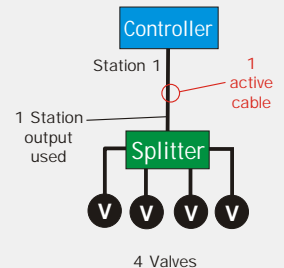 Controller
Station 1
1
active
cable
1 Station
output
used
Splitter
V V V V
4 Valves